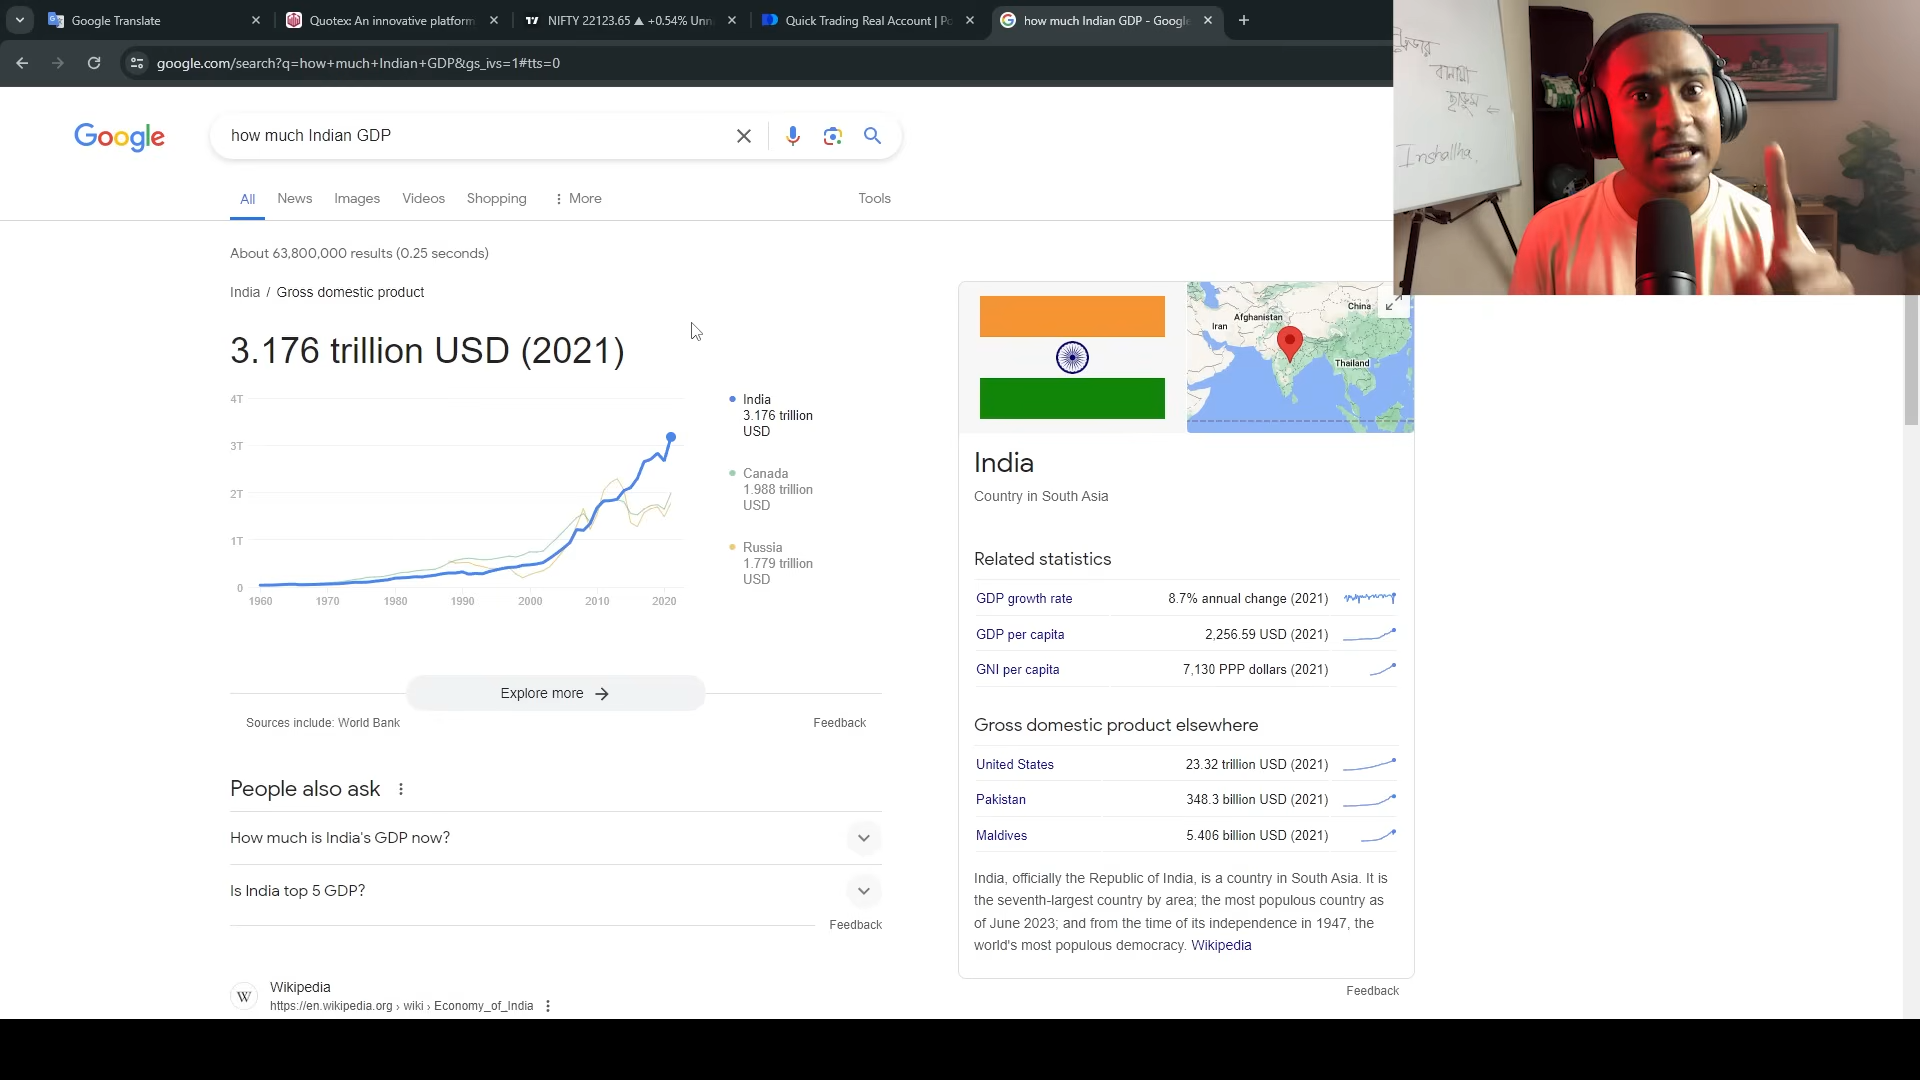 Google Translate
Quotex: An innovative platform
NIFTY 22123.65 ▲ +0.54% Unn
Quick Trading Real Account | Po
how much Indian GDP - Google
google.com/search?q=how+much+Indian+GDP&gs_ivs=1#tts=0
Google
how much Indian GDP
All
News
Images
Videos
Shopping
More
Tools
About 63,800,000 results (0.25 seconds)
India / Gross domestic product
3.176 trillion USD (2021)
4T
3T
2T
1T
0
1960 1970 1980 1990 2000 2010 2020
India
3.176 trillion
USD
Canada
1.988 trillion
USD
Russia
1.779 trillion
USD
Explore more
Sources include: World Bank
Feedback
People also ask
How much is India's GDP now?
Is India top 5 GDP?
Feedback
Wikipedia
https://en.wikipedia.org › wiki › Economy_of_India
Iran
Afghanistan
China
Thailand
India
Country in South Asia
Related statistics
GDP growth rate 8.7% annual change (2021)
GDP per capita 2,256.59 USD (2021)
GNI per capita 7,130 PPP dollars (2021)
Gross domestic product elsewhere
United States 23.32 trillion USD (2021)
Pakistan 348.3 billion USD (2021)
Maldives 5.406 billion USD (2021)
India, officially the Republic of India, is a country in South Asia. It is
the seventh-largest country by area; the most populous country as
of June 2023; and from the time of its independence in 1947, the
world's most populous democracy. Wikipedia
Feedback
Inshallha.